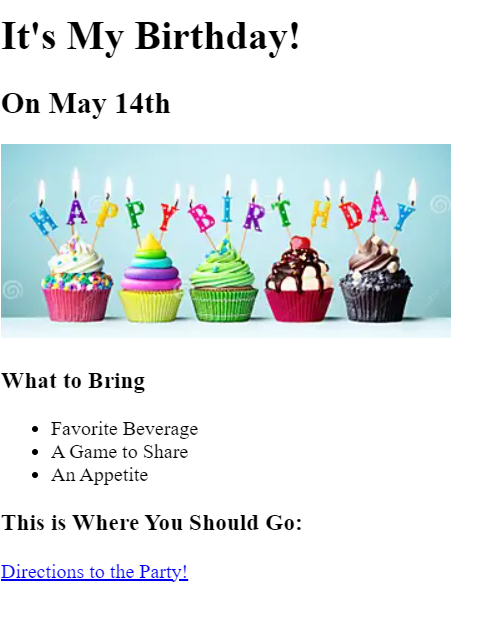 It's My Birthday!
On May 14th
HAPPY BIRTHDAY
What to Bring
Favorite Beverage
A Game to Share
An Appetite
This is Where You Should Go:
Directions to the Party!